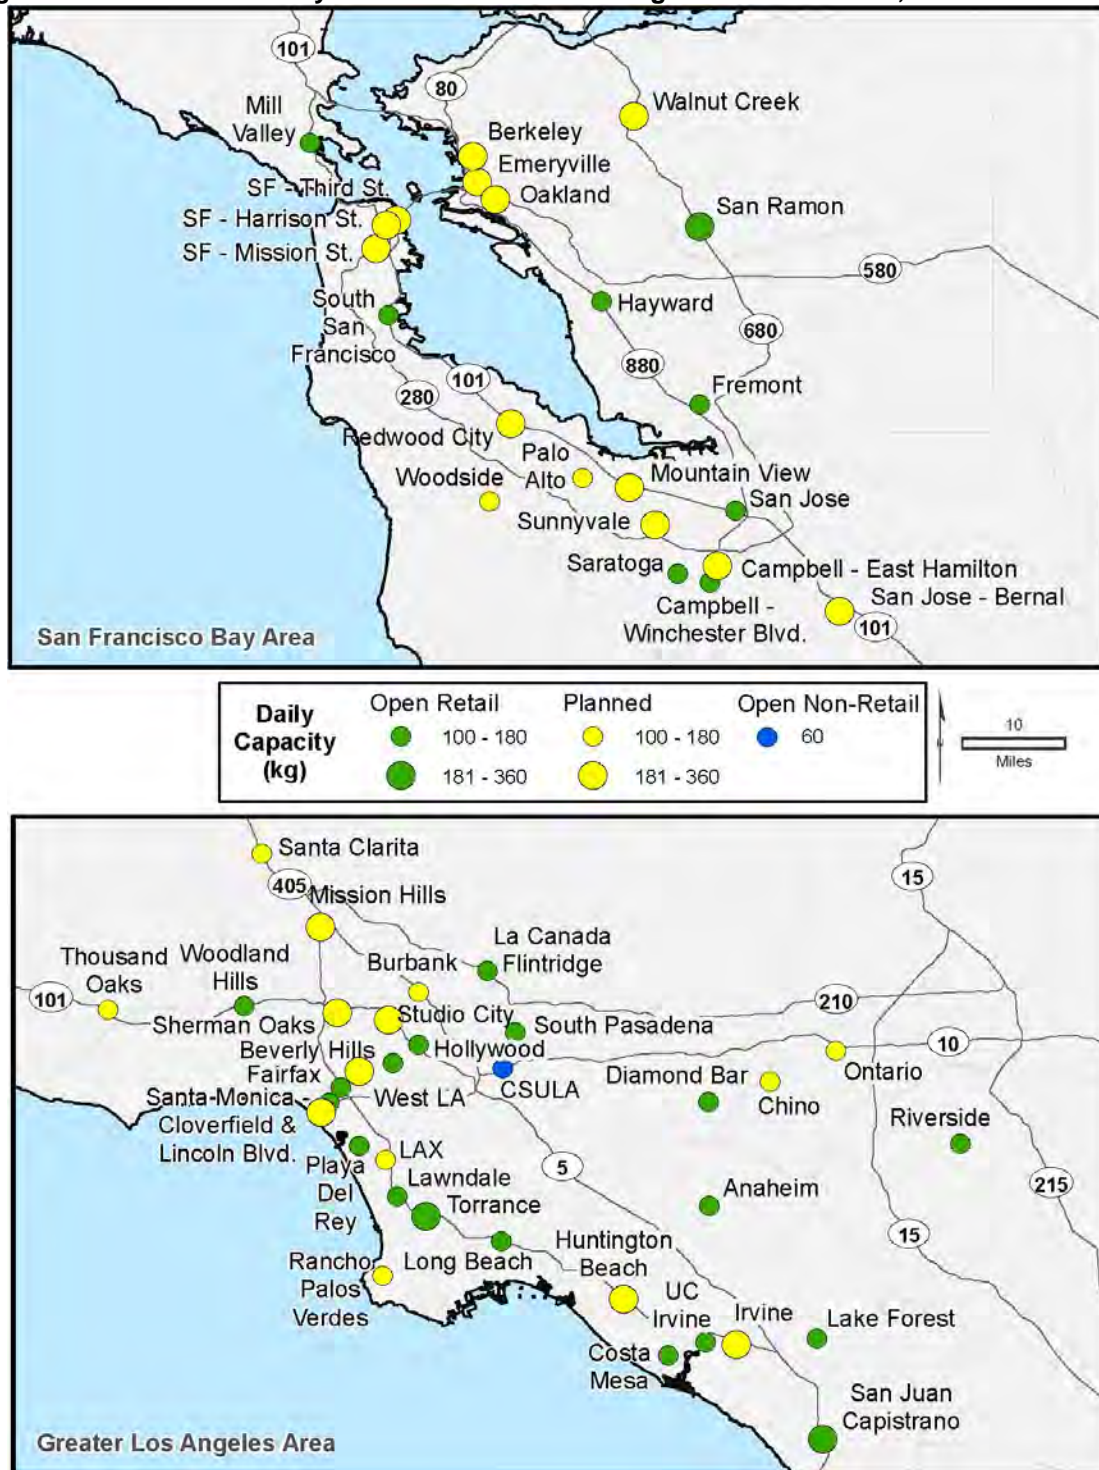 101
80
Mill
Valley
Walnut Creek
Berkeley
Emeryville
Oakland
SF - Third St.
SF - Harrison St.
SF - Mission St.
San Ramon
580
South
San
Francisco
Hayward
680
880
101
280
Fremont
Redwood City
Palo
Alto
Woodside
Mountain View
San Jose
Sunnyvale
Saratoga
Campbell - East Hamilton
San Jose - Bernal
Campbell -
Winchester Blvd.
101
San Francisco Bay Area
Daily
Capacity
(kg)
Open Retail
100 - 180
181 - 360
Planned
100 - 180
181 - 360
Open Non-Retail
60
10
Miles
Santa Clarita
405
Mission Hills
15
Thousand
Oaks
Woodland
Hills
Burbank
La Canada
Flintridge
101
210
Sherman Oaks
Studio City
South Pasadena
10
Beverly Hills
Hollywood
Fairfax
CSULA
Diamond Bar
Ontario
Chino
Santa Monica -
Cloverfield &
Lincoln Blvd.
West LA
Riverside
Playa
Del
Rey
LAX
5
Lawndale
Torrance
Anaheim
215
15
Rancho
Palos
Verdes
Long Beach
Huntington
Beach
UC
Irvine
Irvine
Lake Forest
Costa
Mesa
San Juan
Capistrano
Greater Los Angeles Area